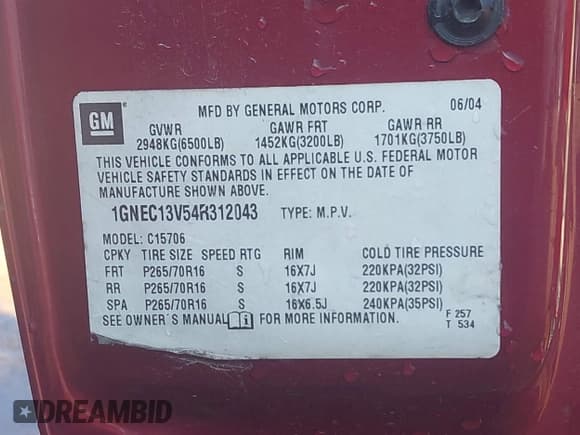 GM
MFD BY GENERAL MOTORS CORP. 06/04
GVWR GAWR FRT GAWR RR
2948KG(6500LB) 1452KG(3200LB) 1701KG(3750LB)
THIS VEHICLE CONFORMS TO ALL APPLICABLE U.S. FEDERAL MOTOR
VEHICLE SAFETY STANDARDS IN EFFECT ON THE DATE OF
MANUFACTURE SHOWN ABOVE.
1GNEC13V54R312043 TYPE: M.P.V.
MODEL: C15706
CPKY TIRE SIZE SPEED RTG RIM COLD TIRE PRESSURE
FRT P265/70R16 S 16X7J 220KPA(32PSI)
RR P265/70R16 S 16X7J 220KPA(32PSI)
SPA P265/70R16 S 16X6.5J 240KPA(35PSI)
SEE OWNER'S MANUAL i FOR MORE INFORMATION.
F 257
T 534
DREAMBID